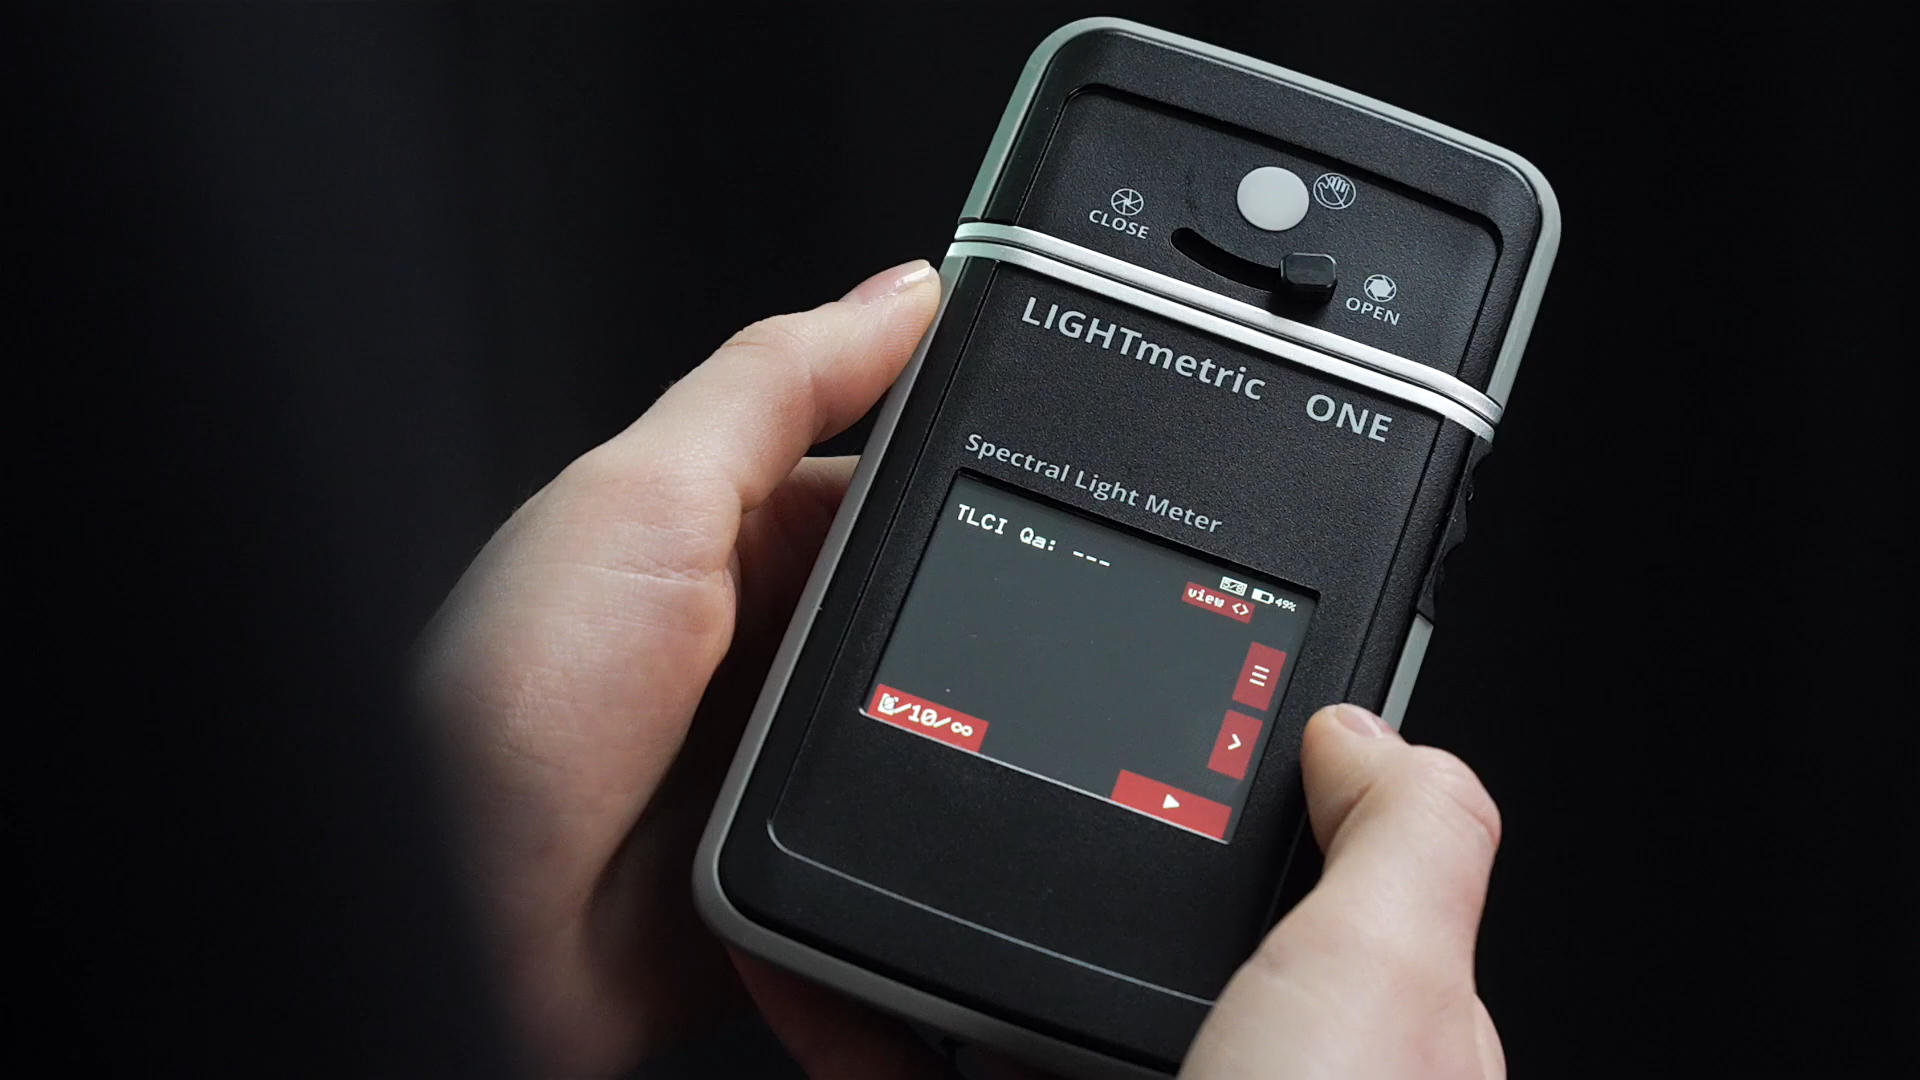 CLOSE
OPEN
LIGHTmetric ONE
Spectral Light Meter
TLCI Qa: ---
49%
view <>
☰
>
/10/∞
▶